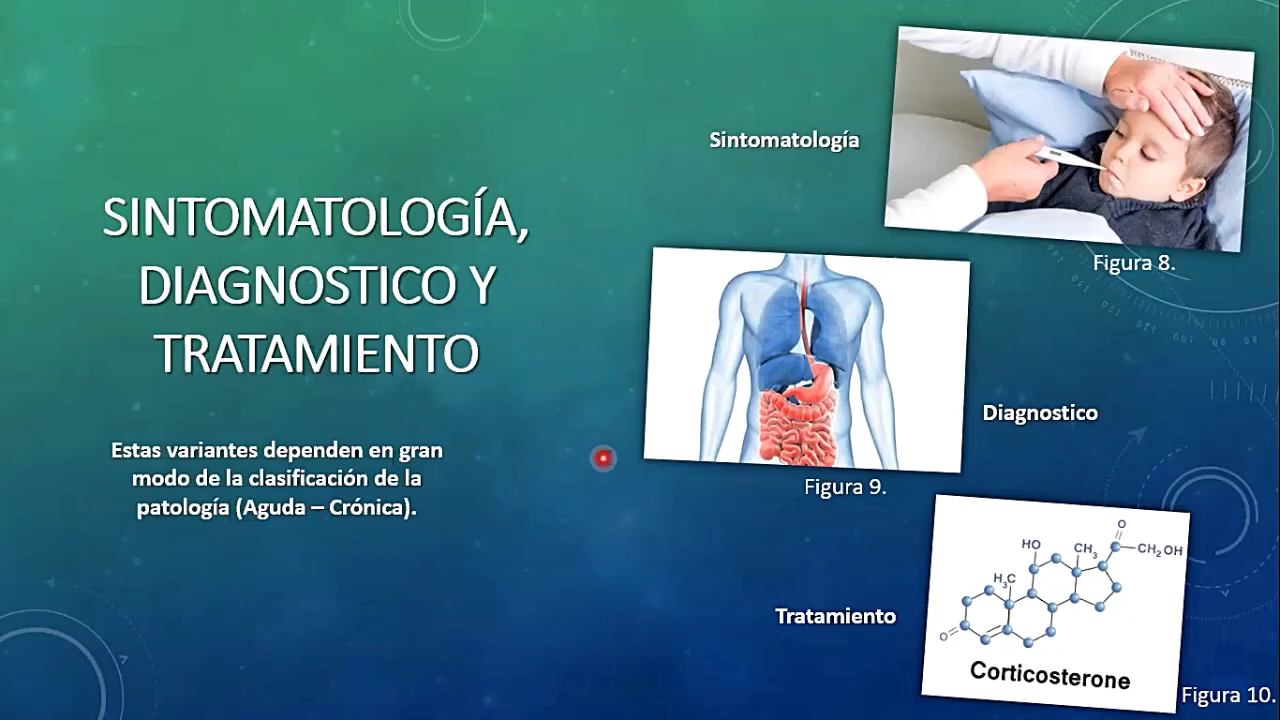 SINTOMATOLOGÍA,
DIAGNOSTICO Y
TRATAMIENTO
Estas variantes dependen en gran
modo de la clasificación de la
patología (Aguda – Crónica).
Sintomatología
Figura 8.
Diagnostico
Figura 9.
Tratamiento
O
HO
CH3
CH2OH
H3C
O
Corticosterone
Figura 10.